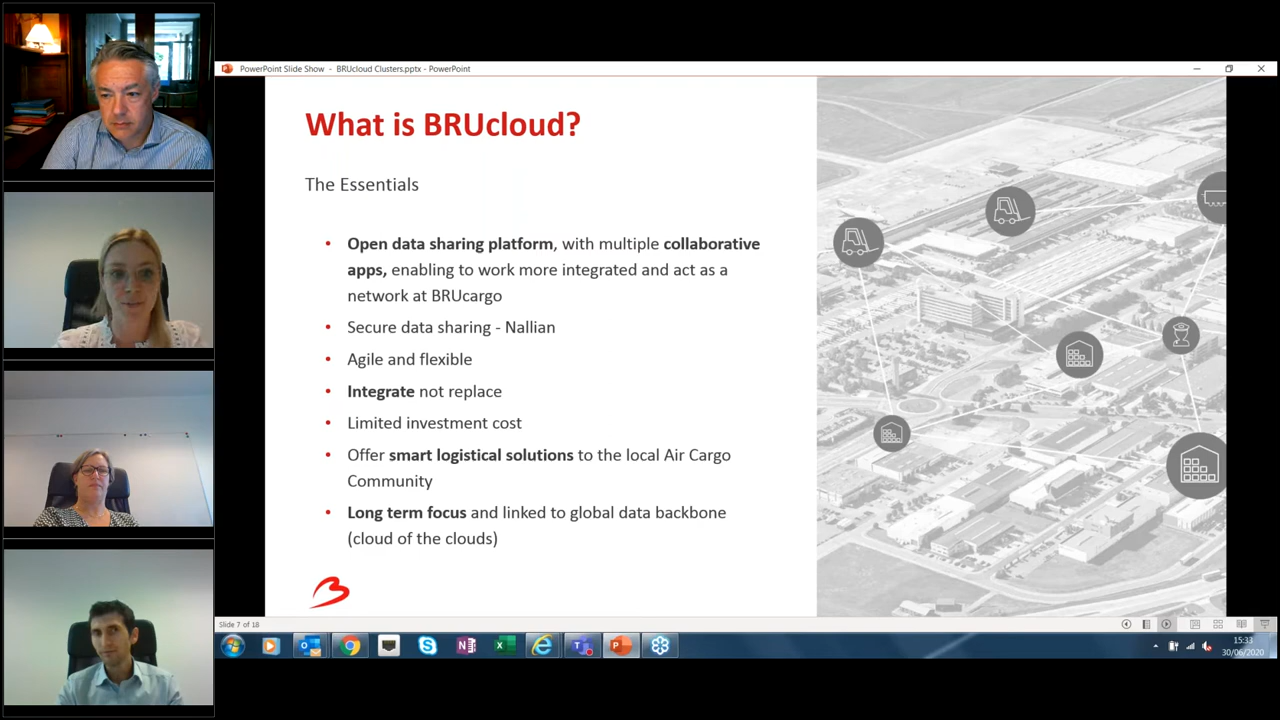 PowerPoint Slide Show - BRUcloud Clusters.pptx - PowerPoint
What is BRUcloud?
The Essentials
• Open data sharing platform, with multiple collaborative
apps, enabling to work more integrated and act as a
network at BRUcargo
• Secure data sharing - Nallian
• Agile and flexible
• Integrate not replace
• Limited investment cost
• Offer smart logistical solutions to the local Air Cargo
Community
• Long term focus and linked to global data backbone
(cloud of the clouds)
Slide 7 of 18
15:33
30/06/2020